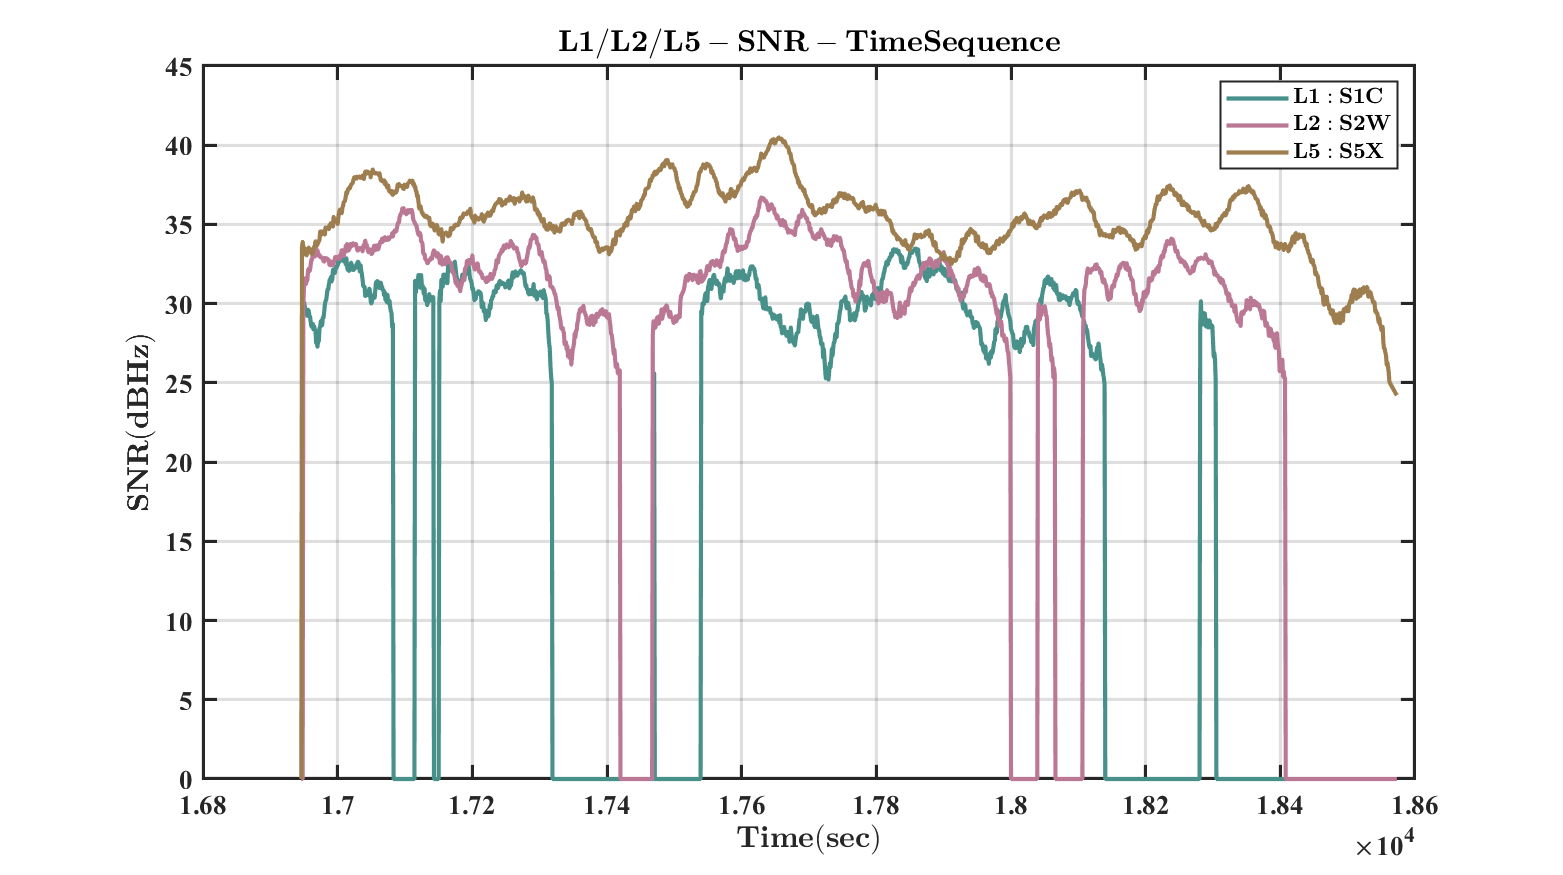 L1/L2/L5 − SNR − TimeSequence
45
40
35
30
25
20
15
10
5
0
SNR(dBHz)
L1 : S1C
L2 : S2W
L5 : S5X
1.68 1.7 1.72 1.74 1.76 1.78 1.8 1.82 1.84 1.86
Time(sec)
×10⁴